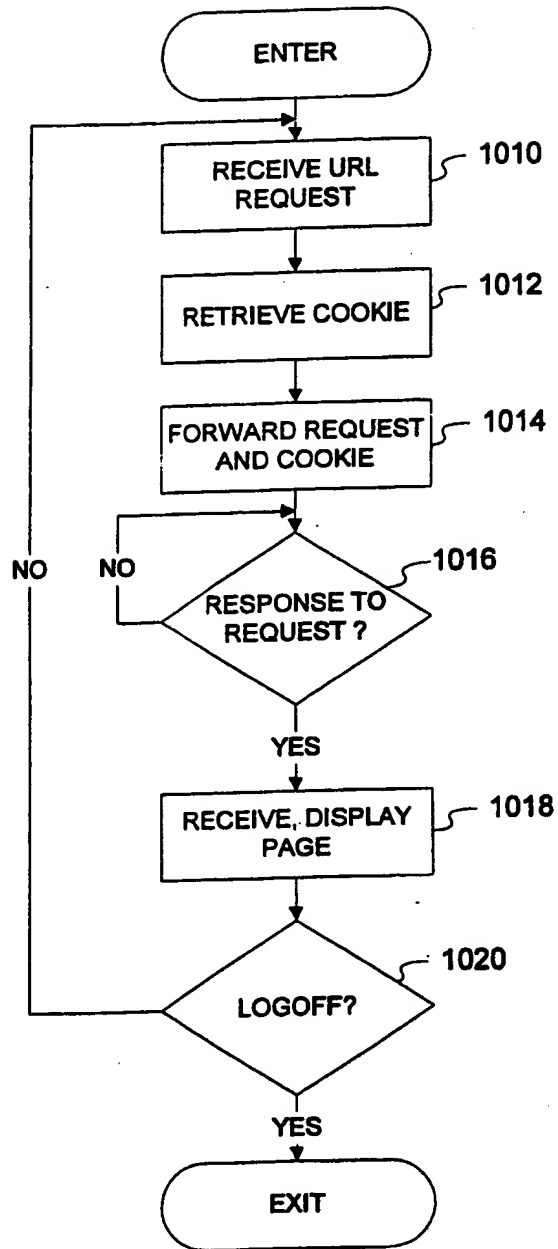 ENTER
RECEIVE URL
REQUEST
1010
RETRIEVE COOKIE
1012
FORWARD REQUEST
AND COOKIE
1014
NO
NO
RESPONSE TO
REQUEST ?
1016
YES
RECEIVE, DISPLAY
PAGE
1018
LOGOFF?
1020
YES
EXIT